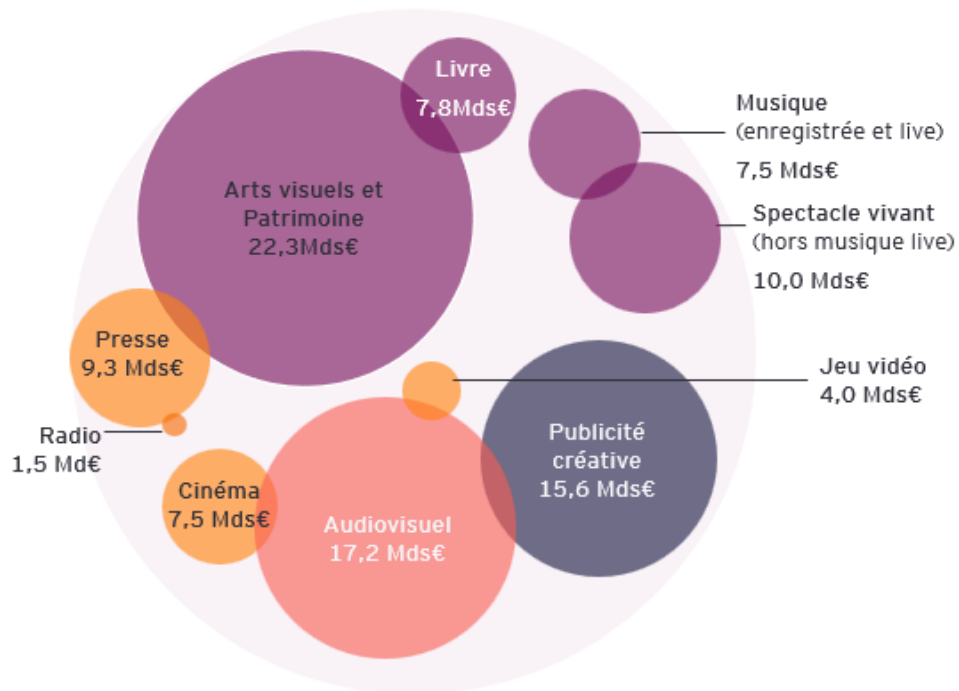 Livre
7,8Mds€
Musique
(enregistrée et live)
7,5 Mds€
Arts visuels et
Patrimoine
22,3Mds€
Spectacle vivant
(hors musique live)
10,0 Mds€
Presse
9,3 Mds€
Jeu vidéo
4,0 Mds€
Radio
1,5 Md€
Publicité
créative
15,6 Mds€
Cinéma
7,5 Mds€
Audiovisuel
17,2 Mds€